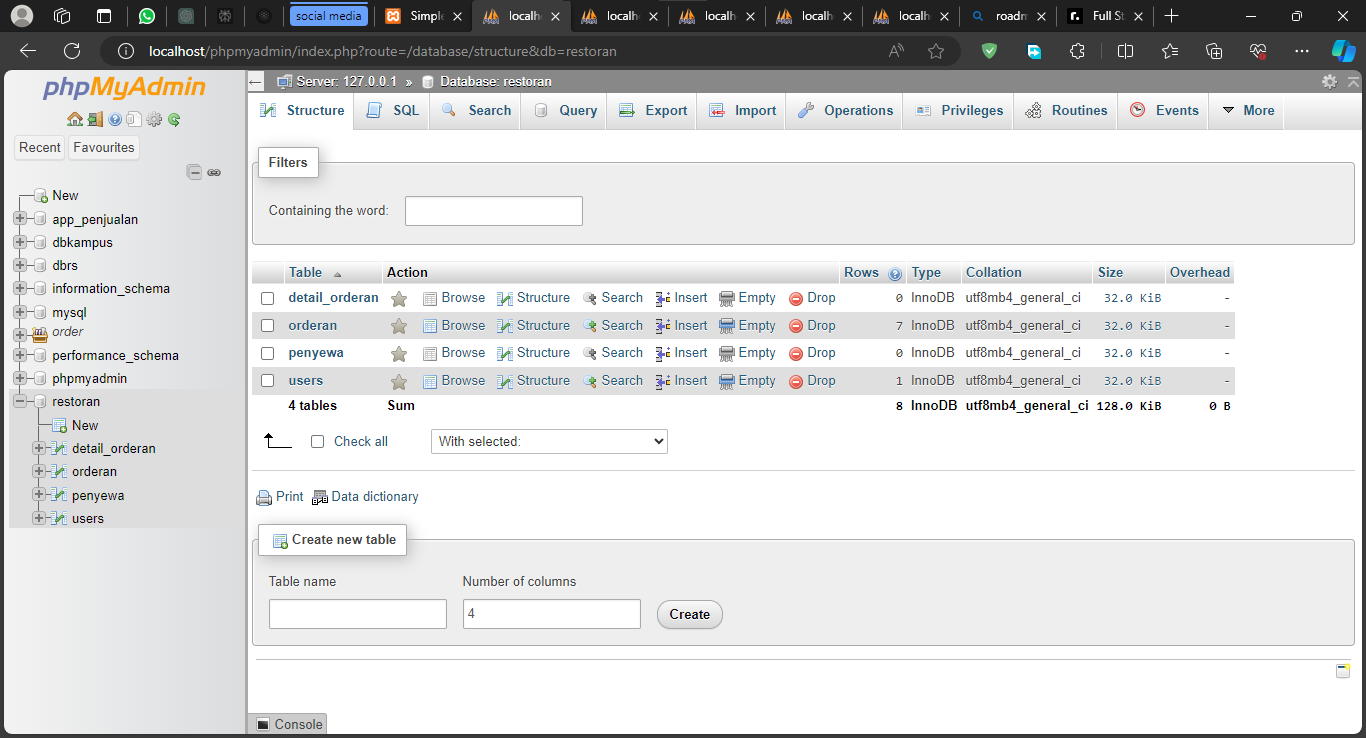 social media
Simple
localho
localho
localho
localho
localho
roadm
Full Sta
localhost/phpmyadmin/index.php?route=/database/structure&db=restoran
phpMyAdmin
Recent
Favourites
New
app_penjualan
dbkampus
dbrs
information_schema
mysql
order
performance_schema
phpmyadmin
restoran
New
detail_orderan
orderan
penyewa
users
Server: 127.0.0.1 » Database: restoran
Structure SQL Search Query Export Import Operations Privileges Routines Events More
Filters
Containing the word:
Table Action Rows Type Collation Size Overhead
detail_orderan Browse Structure Search Insert Empty Drop 0 InnoDB utf8mb4_general_ci 32.0 KiB -
orderan Browse Structure Search Insert Empty Drop 7 InnoDB utf8mb4_general_ci 32.0 KiB -
penyewa Browse Structure Search Insert Empty Drop 0 InnoDB utf8mb4_general_ci 32.0 KiB -
users Browse Structure Search Insert Empty Drop 1 InnoDB utf8mb4_general_ci 32.0 KiB -
4 tables Sum 8 InnoDB utf8mb4_general_ci 128.0 KiB 0 B
Check all With selected:
Print Data dictionary
Create new table
Table name Number of columns
4 Create
Console